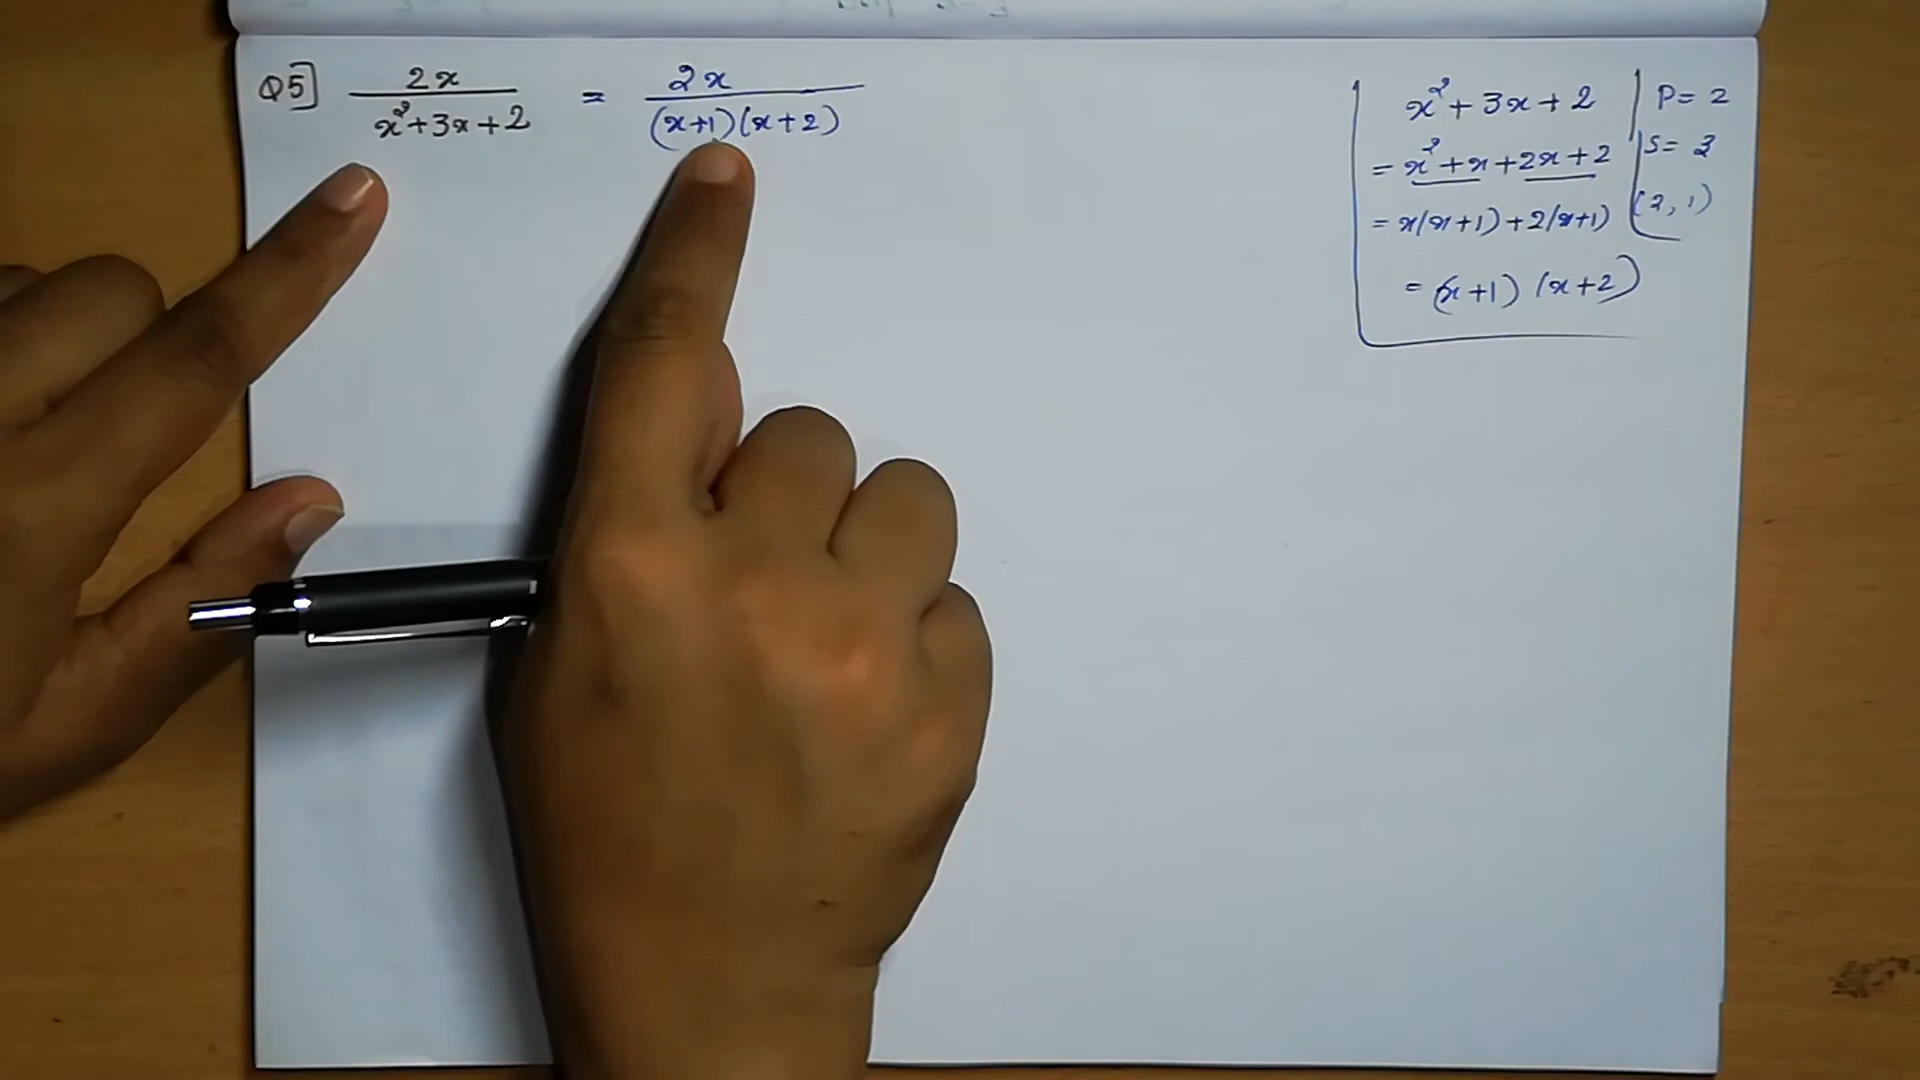 Q5] 2x / x²+3x+2 = 2x / (x+1)(x+2)
x²+3x+2 | P= 2
= x²+x+2x+2 | S= 3
= x(x+1)+2(x+1) (2,1)
= (x+1) (x+2)